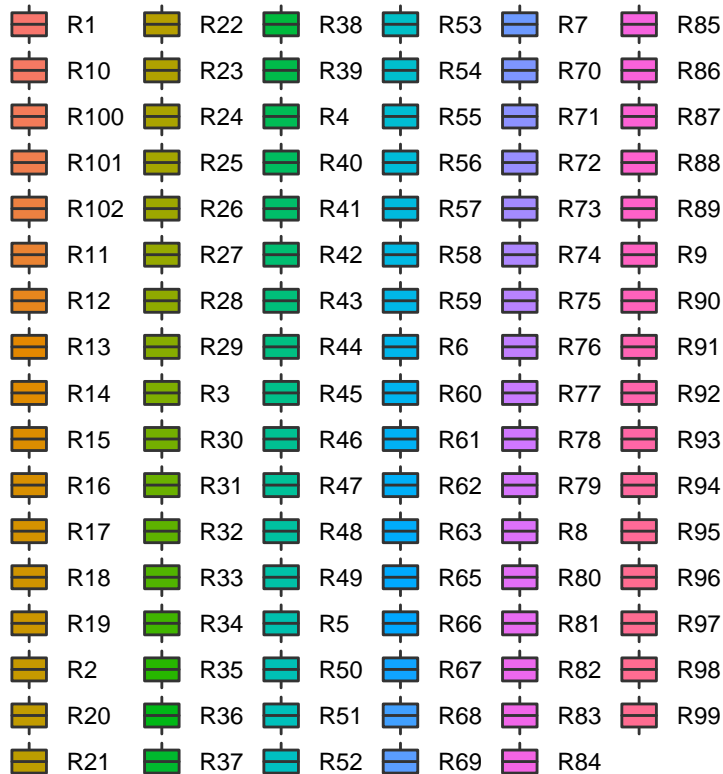 R1 R22 R38 R53 R7 R85
R10 R23 R39 R54 R70 R86
R100 R24 R4 R55 R71 R87
R101 R25 R40 R56 R72 R88
R102 R26 R41 R57 R73 R89
R11 R27 R42 R58 R74 R9
R12 R28 R43 R59 R75 R90
R13 R29 R44 R6 R76 R91
R14 R3 R45 R60 R77 R92
R15 R30 R46 R61 R78 R93
R16 R31 R47 R62 R79 R94
R17 R32 R48 R63 R8 R95
R18 R33 R49 R65 R80 R96
R19 R34 R5 R66 R81 R97
R2 R35 R50 R67 R82 R98
R20 R36 R51 R68 R83 R99
R21 R37 R52 R69 R84